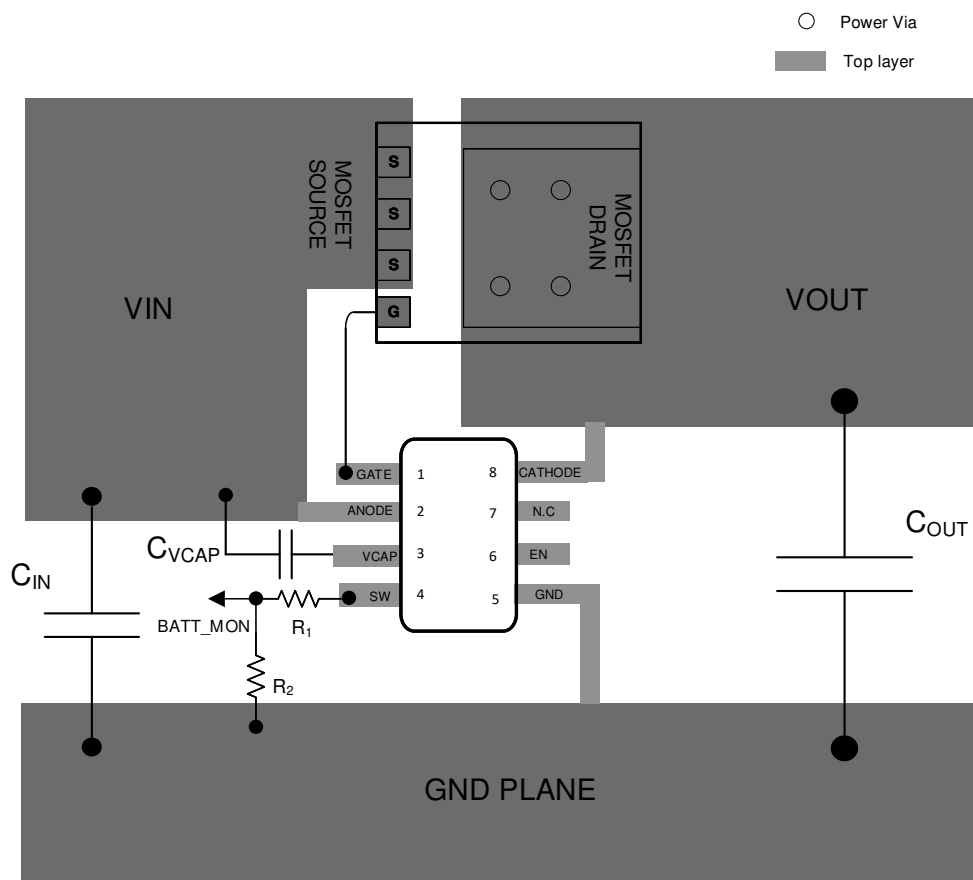 Power Via
Top layer
MOSFET
SOURCE
S
S
S
G
MOSFET
DRAIN
VIN
VOUT
GATE
1
8
CATHODE
ANODE
2
7
N.C
VCAP
3
6
EN
SW
4
5
GND
CVCAP
CIN
COUT
BATT_MON
R1
R2
GND PLANE